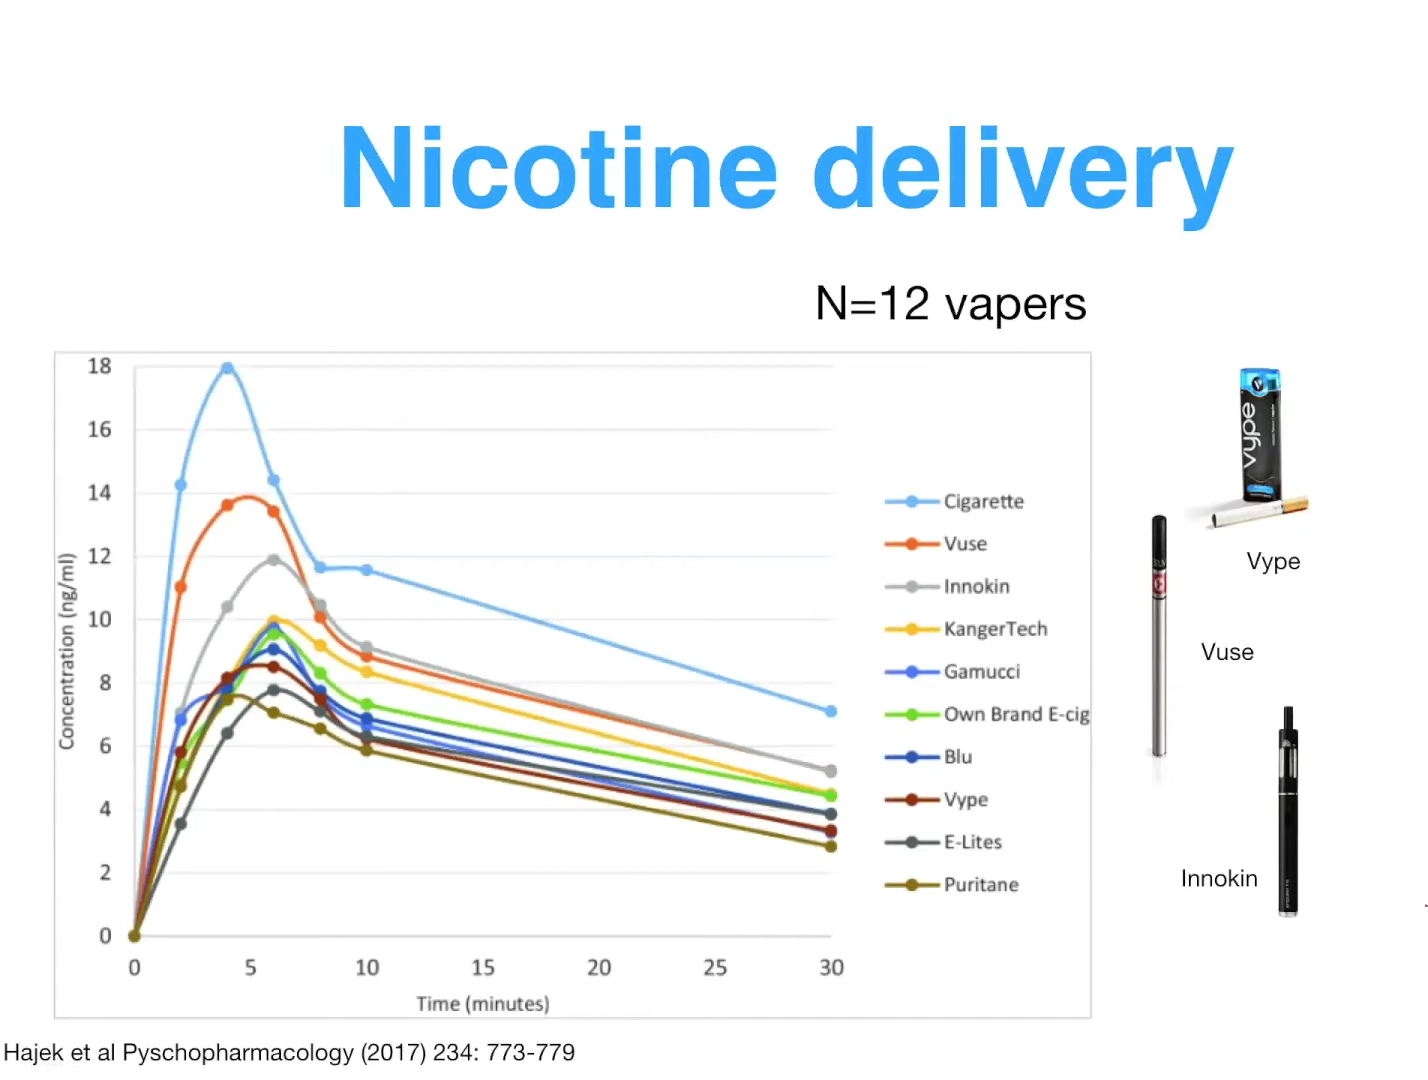 Nicotine delivery
N=12 vapers
18
16
14
12
10
8
6
4
2
0
Concentration (ng/ml)
0 5 10 15 20 25 30
Time (minutes)
Cigarette
Vuse
Innokin
KangerTech
Gamucci
Own Brand E-cig
Blu
Vype
E-Lites
Puritane
vype
Vype
Vuse
Innokin
Hajek et al Pyschopharmacology (2017) 234: 773-779